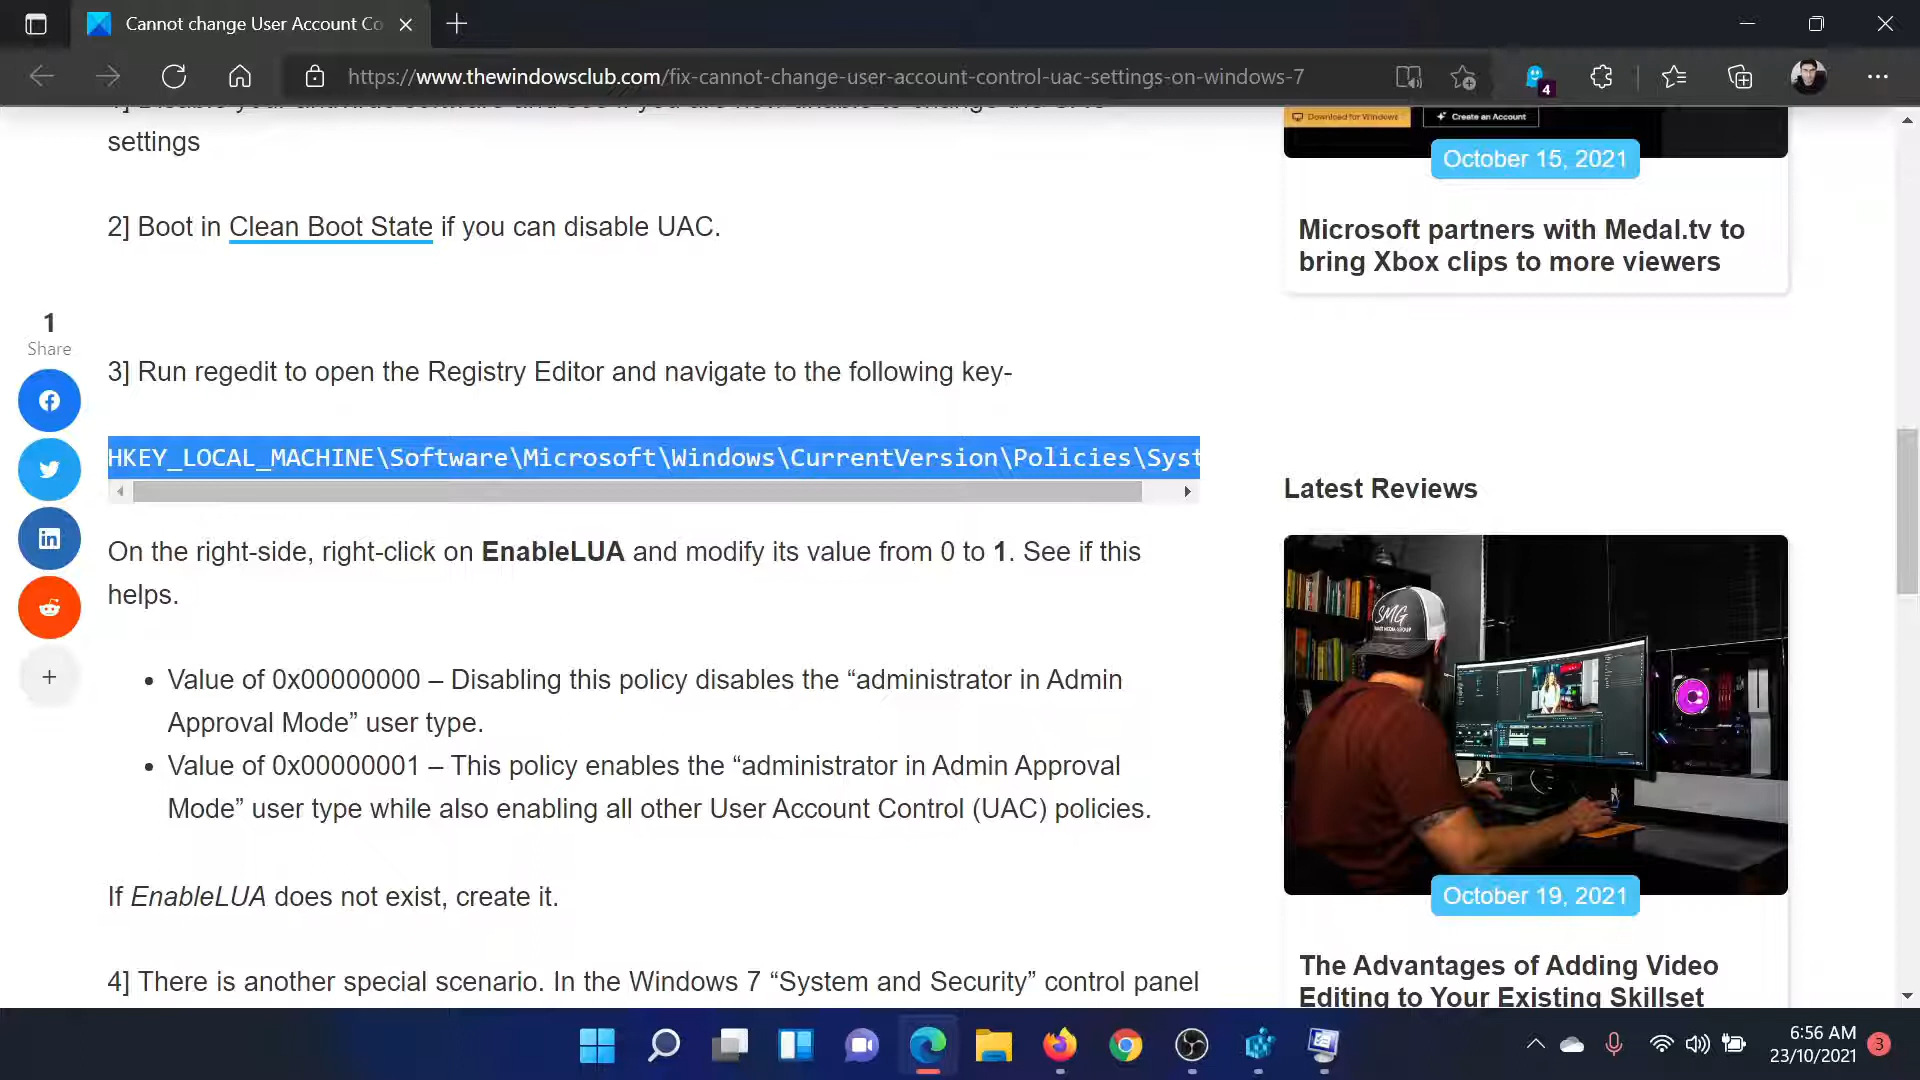 Cannot change User Account Co
https://www.thewindowsclub.com/fix-cannot-change-user-account-control-uac-settings-on-windows-7
4
settings
2] Boot in Clean Boot State if you can disable UAC.
1
Share
3] Run regedit to open the Registry Editor and navigate to the following key-
HKEY_LOCAL_MACHINE\Software\Microsoft\Windows\CurrentVersion\Policies\Syst
On the right-side, right-click on EnableLUA and modify its value from 0 to 1. See if this
helps.
• Value of 0x00000000 – Disabling this policy disables the “administrator in Admin
Approval Mode” user type.
• Value of 0x00000001 – This policy enables the “administrator in Admin Approval
Mode” user type while also enabling all other User Account Control (UAC) policies.
If EnableLUA does not exist, create it.
4] There is another special scenario. In the Windows 7 “System and Security” control panel
Download for Windows
Create an Account
October 15, 2021
Microsoft partners with Medal.tv to
bring Xbox clips to more viewers
Latest Reviews
SMG
October 19, 2021
The Advantages of Adding Video
Editing to Your Existing Skillset
6:56 AM
23/10/2021
3